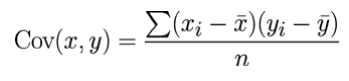 Cov(x, y) = ∑(xᵢ − x̄)(yᵢ − ȳ) / n